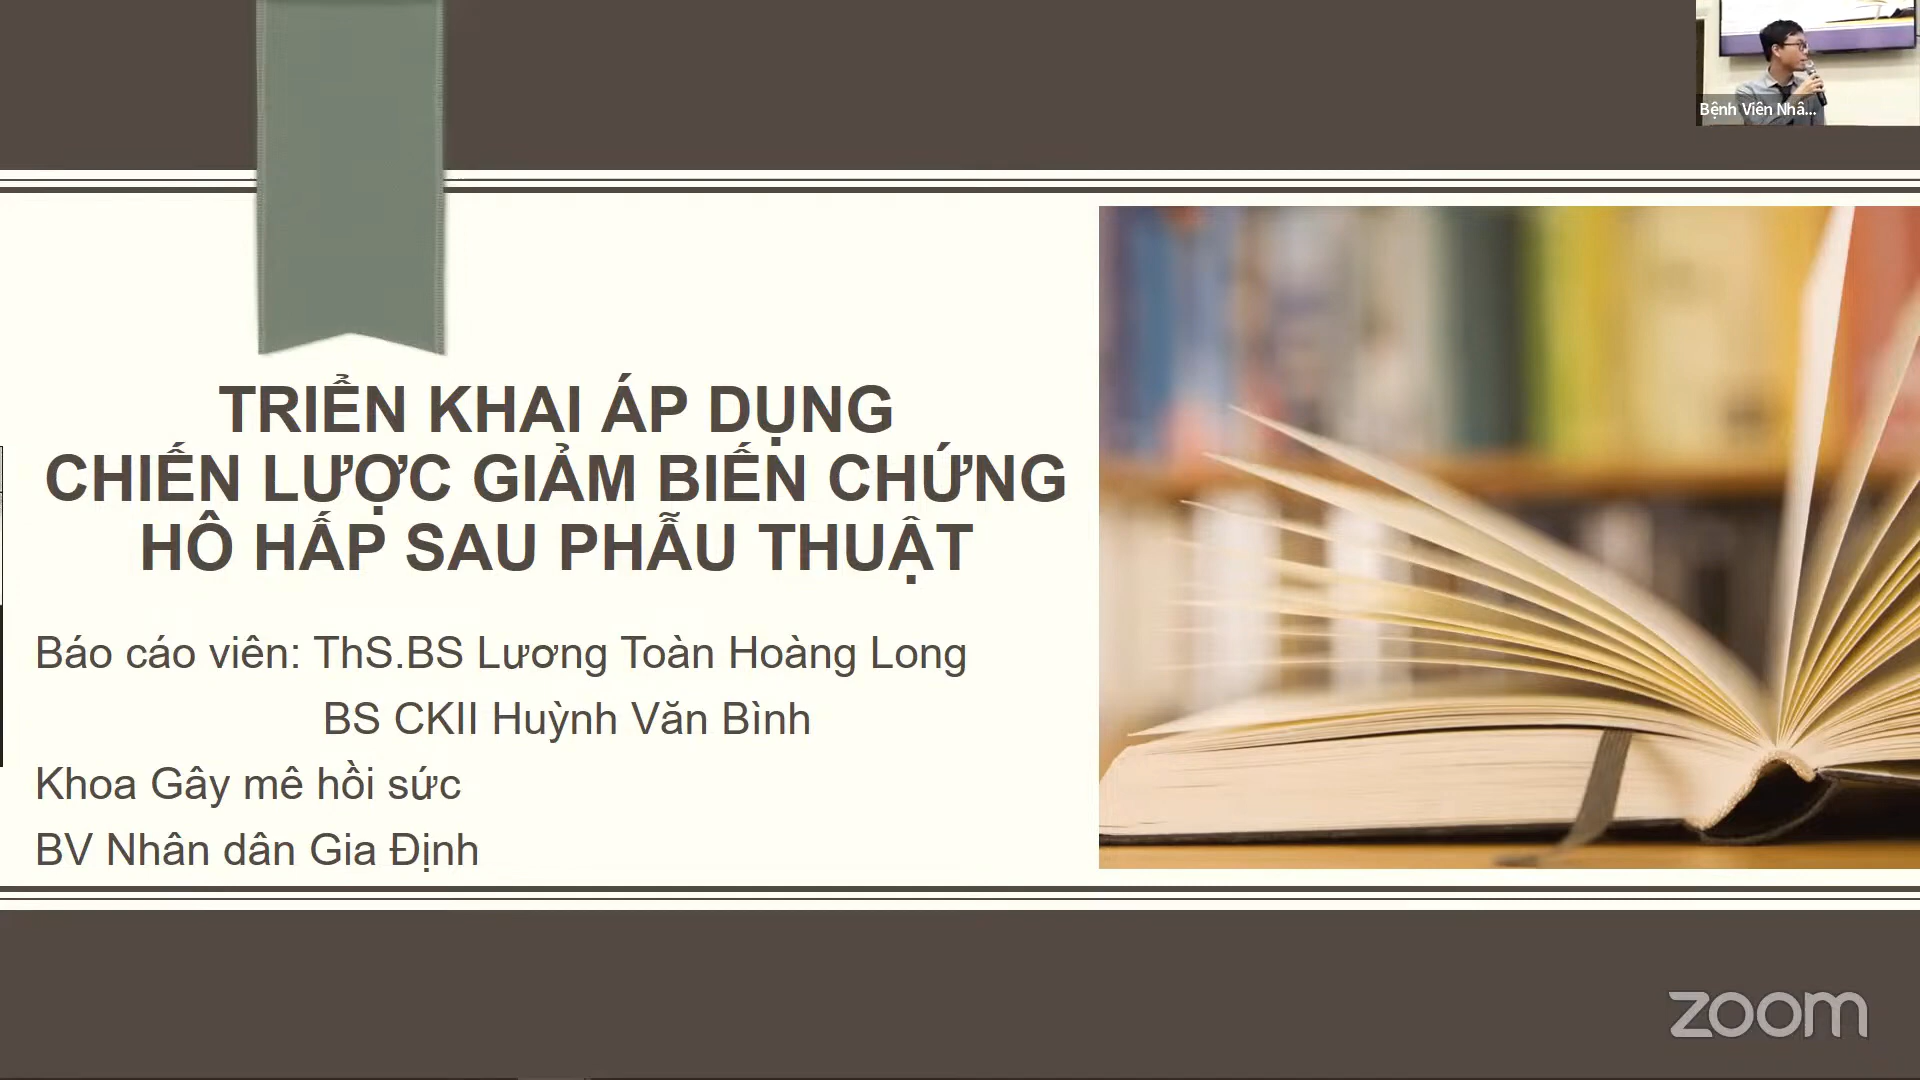 Bệnh Viên Nhâ...
TRIỂN KHAI ÁP DỤNG
CHIẾN LƯỢC GIẢM BIẾN CHỨNG
HÔ HẤP SAU PHẪU THUẬT
Báo cáo viên: ThS.BS Lương Toàn Hoàng Long
BS CKII Huỳnh Văn Bình
Khoa Gây mê hồi sức
BV Nhân dân Gia Định
zoom